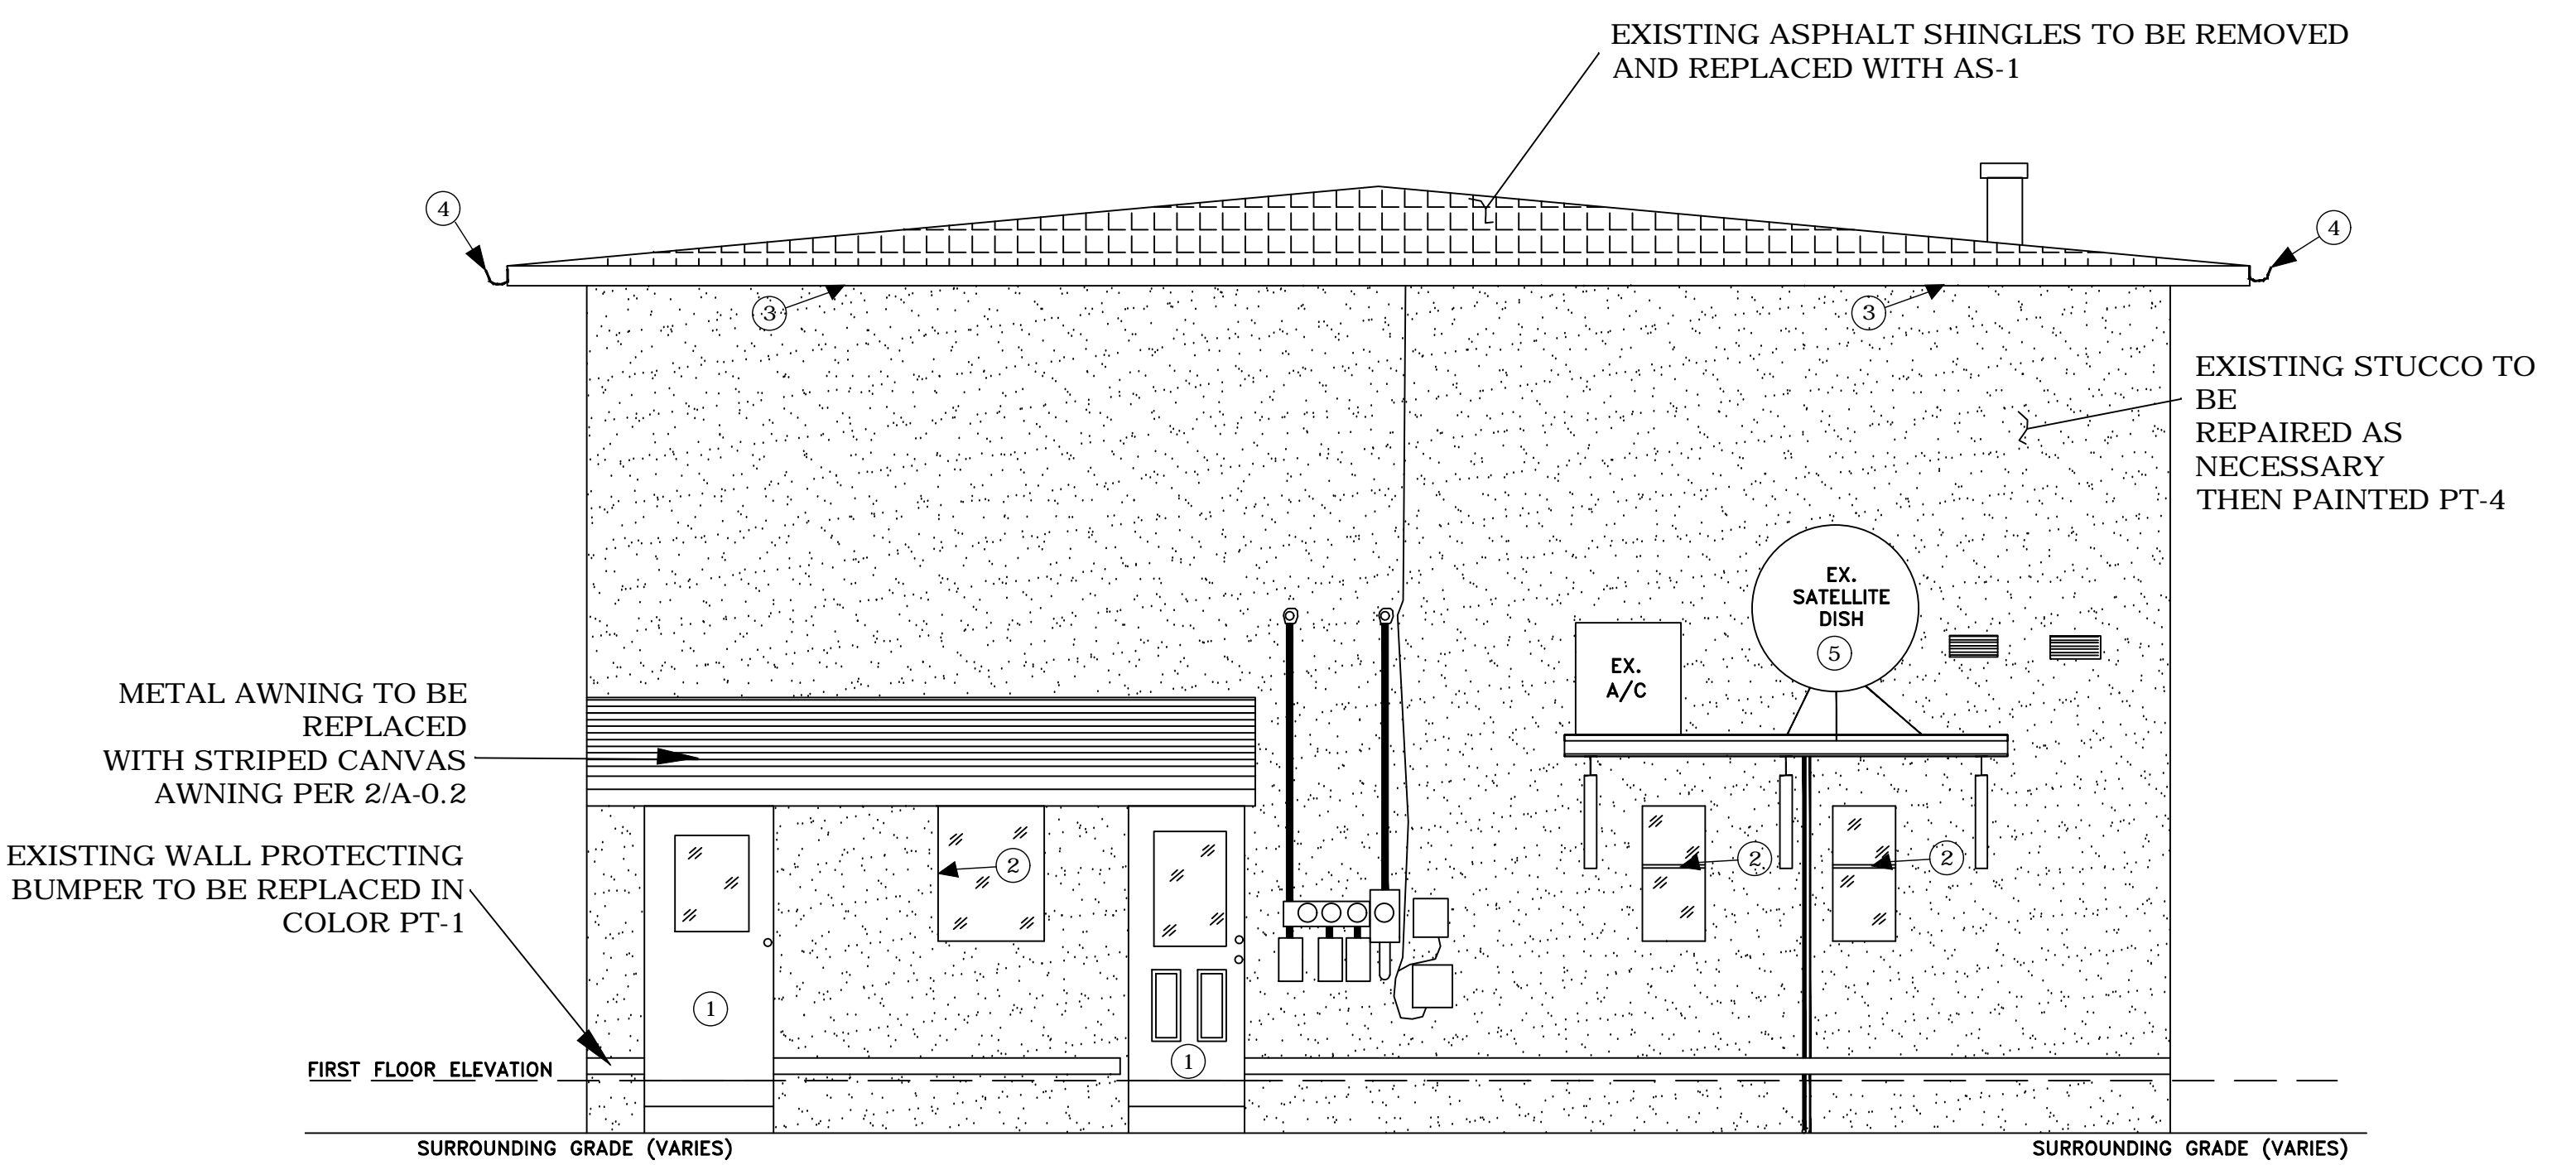 EXISTING ASPHALT SHINGLES TO BE REMOVED
AND REPLACED WITH AS-1
4
4
3
3
EXISTING STUCCO TO
BE
REPAIRED AS
NECESSARY
THEN PAINTED PT-4
EX.
SATELLITE
DISH
5
EX.
A/C
METAL AWNING TO BE
REPLACED
WITH STRIPED CANVAS
AWNING PER 2/A-0.2
EXISTING WALL PROTECTING
BUMPER TO BE REPLACED IN
COLOR PT-1
2
2
2
1
1
FIRST FLOOR ELEVATION
SURROUNDING GRADE (VARIES)
SURROUNDING GRADE (VARIES)